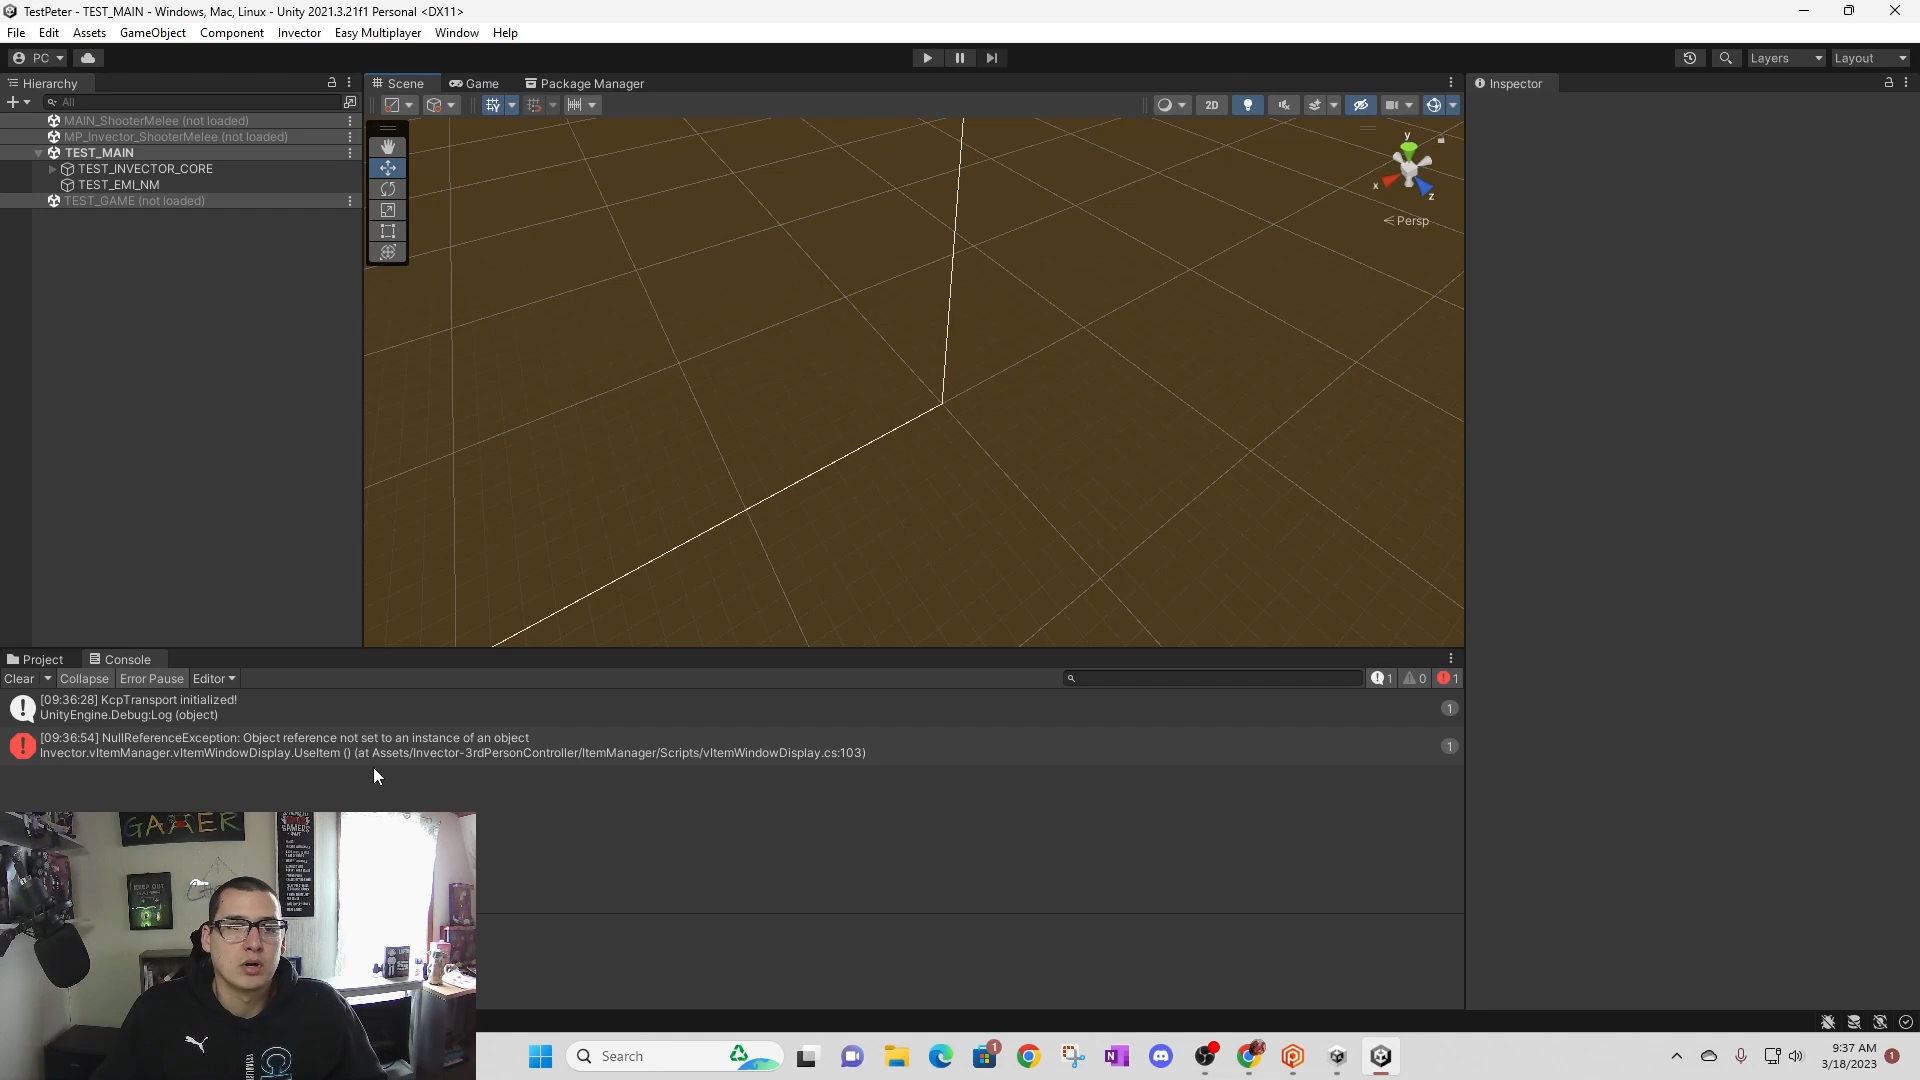 TestPeter - TEST_MAIN - Windows, Mac, Linux - Unity 2021.3.21f1 Personal <DX11>
File Edit Assets GameObject Component Invector Easy Multiplayer Window Help
PC
Layers Layout
Hierarchy
Scene Game Package Manager
Inspector
All
2D
MAIN_ShooterMelee (not loaded)
MP_Invector_ShooterMelee (not loaded)
TEST_MAIN
TEST_INVECTOR_CORE
TEST_EMI_NM
TEST_GAME (not loaded)
y
x
z
Persp
Project Console
Clear Collapse Error Pause Editor
1 0 1
[09:36:28] KcpTransport initialized!
UnityEngine.Debug:Log (object)
1
[09:36:54] NullReferenceException: Object reference not set to an instance of an object
Invector.vItemManager.vItemWindowDisplay.UseItem () (at Assets/Invector-3rdPersonController/ItemManager/Scripts/vItemWindowDisplay.cs:103)
1
GAMER
KEEP OUT
Search
1
9:37 AM
3/18/2023
1